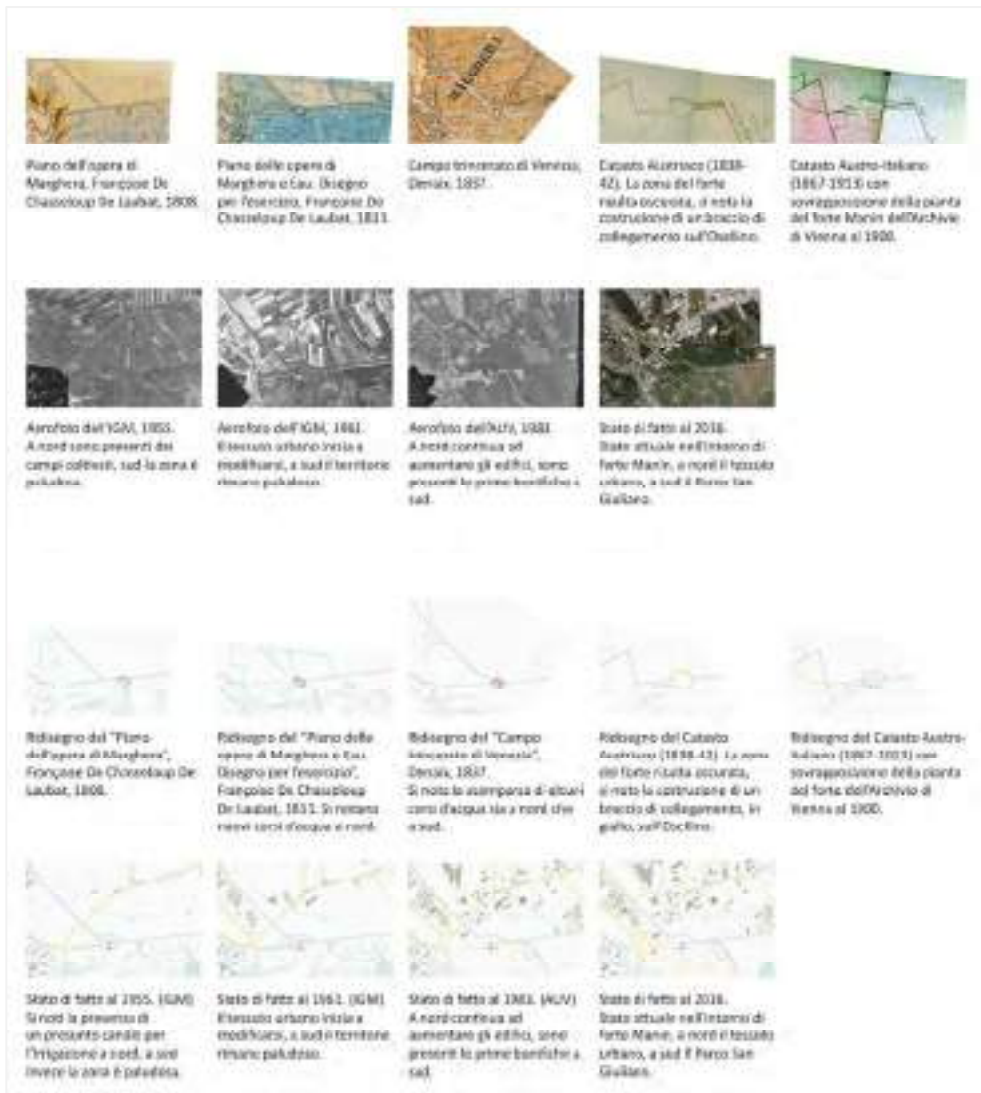 Piano dell'opera di
Marghera, Françoise De
Chasseloup De Laubat, 1808.
Piano delle opere di
Marghera e Eau. Disegno
per l'esercizio, Françoise De
Chasseloup De Laubat, 1811.
Campo trincerato di Venezia,
Denaix, 1837.
Catasto Austriaco (1838-
42). La zona del forte
risulta oscurata, si nota la
costruzione di un braccio di
collegamento sull'Osellino.
Catasto Austro-Italiano
(1867-1913) con
sovrapposizione della pianta
del forte Manin dell'Archivio
di Vienna al 1900.
Aerofoto dell'IGM, 1955.
A nord sono presenti dei
campi coltivati, sud la zona è
paludosa.
Aerofoto dell'IGM, 1961.
Il tessuto urbano inizia a
modificarsi, a sud il territorio
rimane paludoso.
Aerofoto dell'AUV, 1983.
A nord continua ad
aumentare gli edifici, sono
presenti le prime bonifiche a
sud.
Stato di fatto al 2016.
Stato attuale nell'intorno di
forte Manin, a nord il tessuto
urbano, a sud il Parco San
Giuliano.
Ridisegno del "Piano
dell'opera di Marghera",
Françoise De Chasseloup De
Laubat, 1808.
Ridisegno del "Piano delle
opere di Marghera e Eau.
Disegno per l'esercizio",
Françoise De Chasseloup
De Laubat, 1811. Si notano
nuovi corsi d'acqua a nord.
Ridisegno del "Campo
trincerato di Venezia",
Denaix, 1837.
Si nota la scomparsa di alcuni
corsi d'acqua sia a nord che
a sud.
Ridisegno del Catasto
Austriaco (1838-42). La zona
del forte risulta oscurata,
si nota la costruzione di un
braccio di collegamento, in
giallo, sull'Osellino.
Ridisegno del Catasto Austro-
Italiano (1867-1913) con
sovrapposizione della pianta
del forte dell'Archivio di
Vienna al 1900.
Stato di fatto al 1955. (IGM)
Si noti la presenza di
un presunto canale per
l'irrigazione a nord, a sud
invece la zona è paludosa.
Stato di fatto al 1961. (IGM)
Il tessuto urbano inizia a
modificarsi, a sud il territorio
rimane paludoso.
Stato di fatto al 1983. (AUV)
A nord continua ad
aumentare gli edifici, sono
presenti le prime bonifiche a
sud.
Stato di fatto al 2016.
Stato attuale nell'intorno di
forte Manin, a nord il tessuto
urbano, a sud il Parco San
Giuliano.